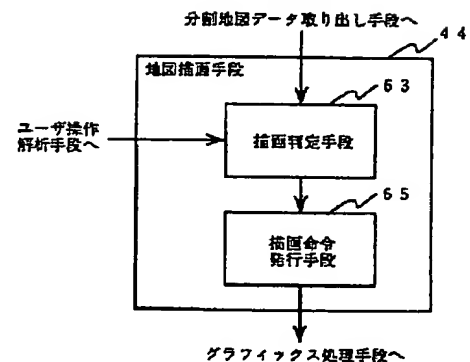 分割地図データ取り出し手段へ
44
地図描画手段
63
ユーザ操作
解析手段へ
描画判定手段
65
描画命令
発行手段
グラフィックス処理手段へ